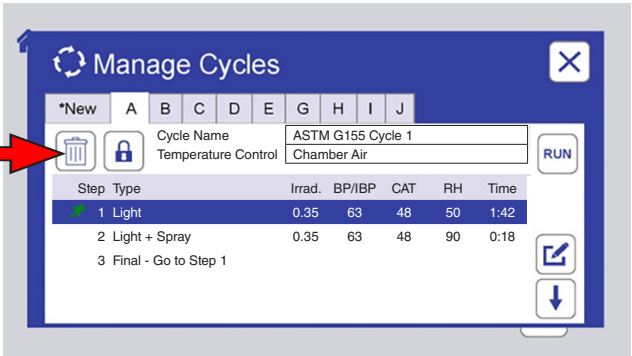 Manage Cycles
*New A B C D E G H I J
Cycle Name ASTM G155 Cycle 1
Temperature Control Chamber Air
RUN
Step Type Irrad. BP/IBP CAT RH Time
1 Light 0.35 63 48 50 1:42
2 Light + Spray 0.35 63 48 90 0:18
3 Final - Go to Step 1